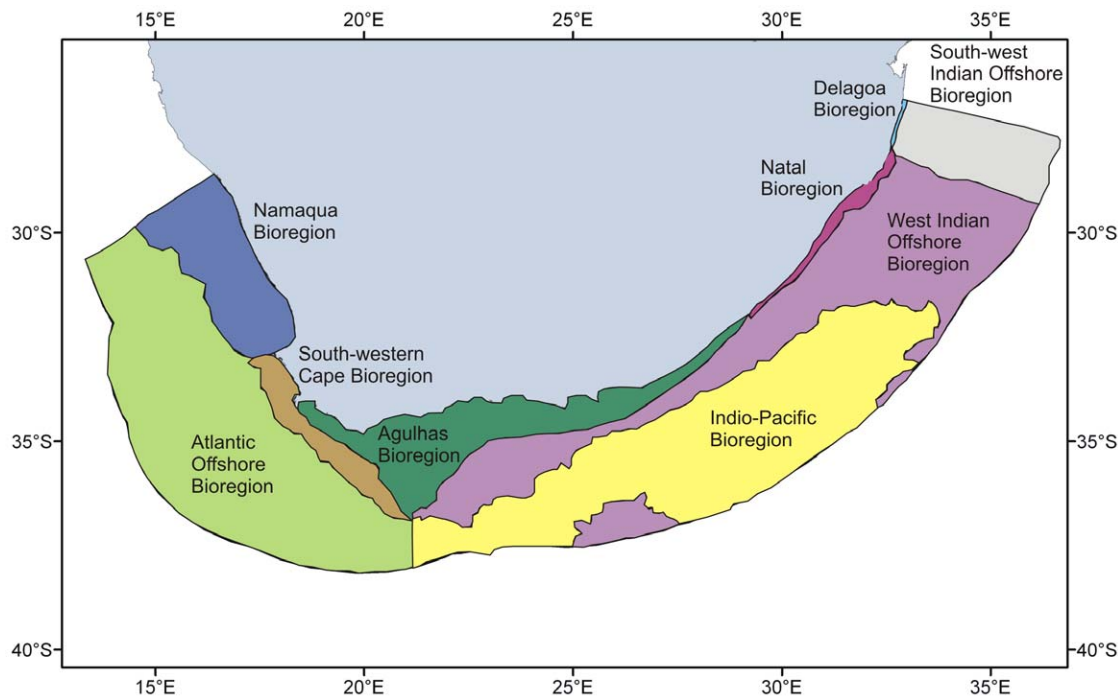 15°E
20°E
25°E
30°E
35°E
South-west
Indian Offshore
Bioregion
Delagoa
Bioregion
Natal
Bioregion
Namaqua
Bioregion
30°S
West Indian
Offshore
Bioregion
30°S
South-western
Cape Bioregion
Indio-Pacific
Bioregion
35°S
Agulhas
Bioregion
35°S
Atlantic
Offshore
Bioregion
40°S
40°S
15°E
20°E
25°E
30°E
35°E